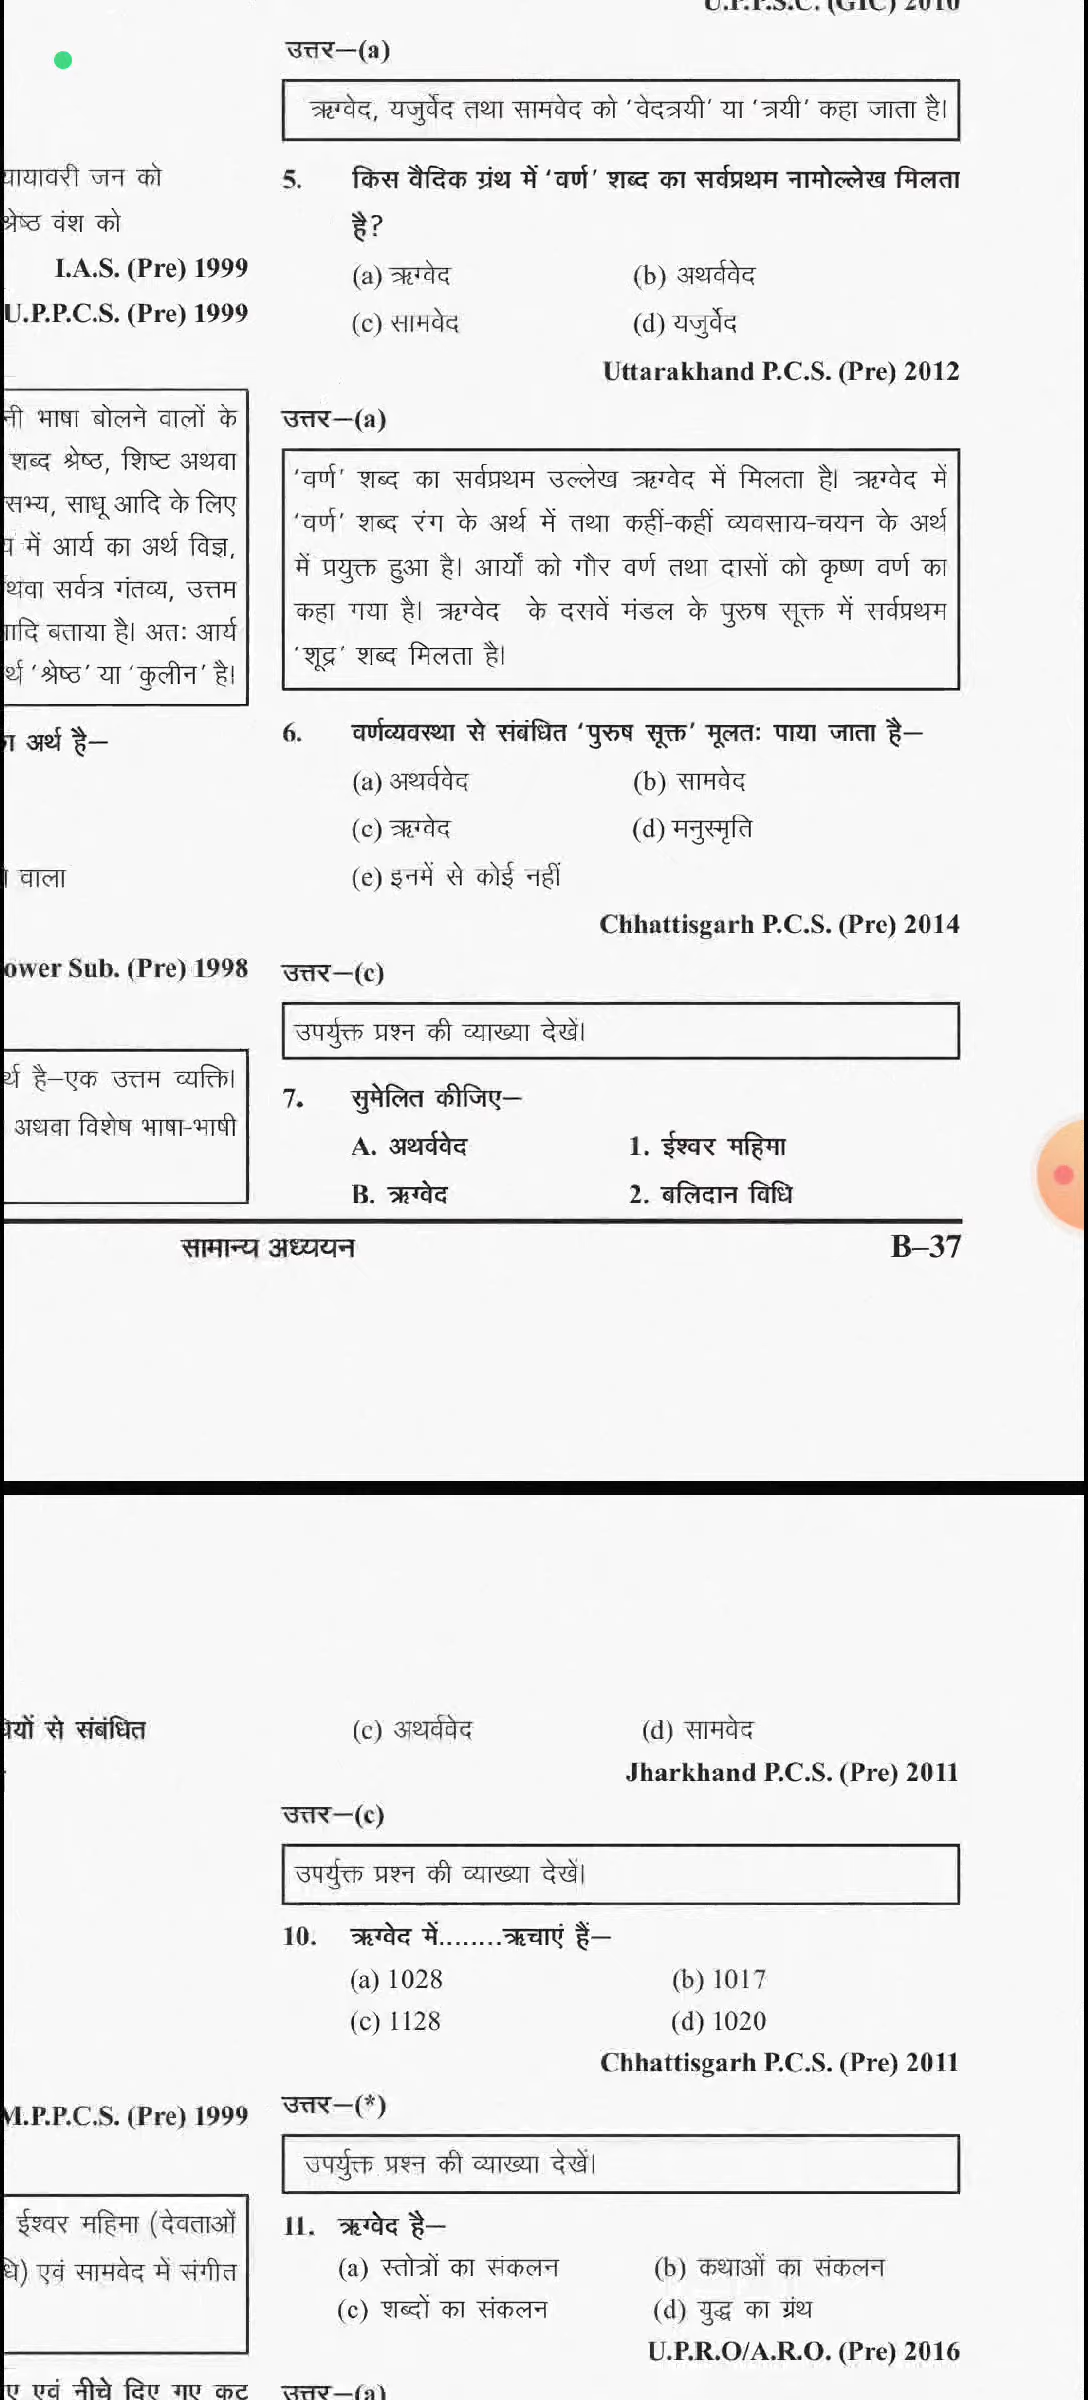 U.P.P.S.C. (GIC) 2010
उत्तर–(a)
ऋग्वेद, यजुर्वेद तथा सामवेद को ‘वेदत्रयी’ या ‘त्रयी’ कहा जाता है।
यायावरी जन को
श्रेष्ठ वंश को
I.A.S. (Pre) 1999
U.P.P.C.S. (Pre) 1999
भाषा बोलने वालों के
शब्द श्रेष्ठ, शिष्ट अथवा
सभ्य, साधू आदि के लिए
में आर्य का अर्थ विज्ञ,
सर्वत्र गंतव्य, उत्तम
बताया है। अतः आर्य
‘श्रेष्ठ’ या ‘कुलीन’ है।
अर्थ है–
वाला
Sub. (Pre) 1998
है–एक उत्तम व्यक्ति।
अथवा विशेष भाषा-भाषी
5. किस वैदिक ग्रंथ में ‘वर्ण’ शब्द का सर्वप्रथम नामोल्लेख मिलता
है?
(a) ऋग्वेद (b) अथर्ववेद
(c) सामवेद (d) यजुर्वेद
Uttarakhand P.C.S. (Pre) 2012
उत्तर–(a)
‘वर्ण’ शब्द का सर्वप्रथम उल्लेख ऋग्वेद में मिलता है। ऋग्वेद में
‘वर्ण’ शब्द रंग के अर्थ में तथा कहीं-कहीं व्यवसाय-चयन के अर्थ
में प्रयुक्त हुआ है। आर्यों को गौर वर्ण तथा दासों को कृष्ण वर्ण का
कहा गया है। ऋग्वेद के दसवें मंडल के पुरुष सूक्त में सर्वप्रथम
‘शूद्र’ शब्द मिलता है।
6. वर्णव्यवस्था से संबंधित ‘पुरुष सूक्त’ मूलतः पाया जाता है–
(a) अथर्ववेद (b) सामवेद
(c) ऋग्वेद (d) मनुस्मृति
(e) इनमें से कोई नहीं
Chhattisgarh P.C.S. (Pre) 2014
उत्तर–(c)
उपर्युक्त प्रश्न की व्याख्या देखें।
7. सुमेलित कीजिए–
A. अथर्ववेद 1. ईश्वर महिमा
B. ऋग्वेद 2. बलिदान विधि
सामान्य अध्ययन B–37
से संबंधित
M.P.P.C.S. (Pre) 1999
ईश्वर महिमा (देवताओं
एवं सामवेद में संगीत
एवं नीचे दिए गए कूट
(c) अथर्ववेद (d) सामवेद
Jharkhand P.C.S. (Pre) 2011
उत्तर–(c)
उपर्युक्त प्रश्न की व्याख्या देखें।
10. ऋग्वेद में........ऋचाएं हैं–
(a) 1028 (b) 1017
(c) 1128 (d) 1020
Chhattisgarh P.C.S. (Pre) 2011
उत्तर–(*)
उपर्युक्त प्रश्न की व्याख्या देखें।
11. ऋग्वेद है–
(a) स्तोत्रों का संकलन (b) कथाओं का संकलन
(c) शब्दों का संकलन (d) युद्ध का ग्रंथ
U.P.R.O/A.R.O. (Pre) 2016
उत्तर–(a)